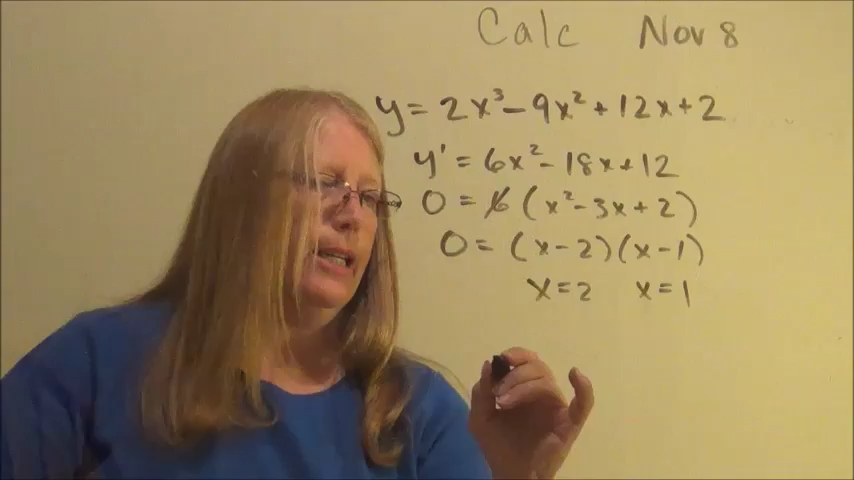 Calc Nov 8
y = 2x³ - 9x² + 12x + 2
y' = 6x² - 18x + 12
0 = 6 (x² - 3x + 2)
0 = (x - 2)(x - 1)
x = 2 x = 1